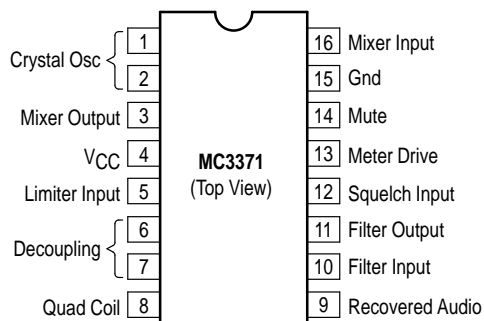 Crystal Osc
1
2
Mixer Output 3
VCC 4
Limiter Input 5
Decoupling
6
7
Quad Coil 8
MC3371
(Top View)
16 Mixer Input
15 Gnd
14 Mute
13 Meter Drive
12 Squelch Input
11 Filter Output
10 Filter Input
9 Recovered Audio